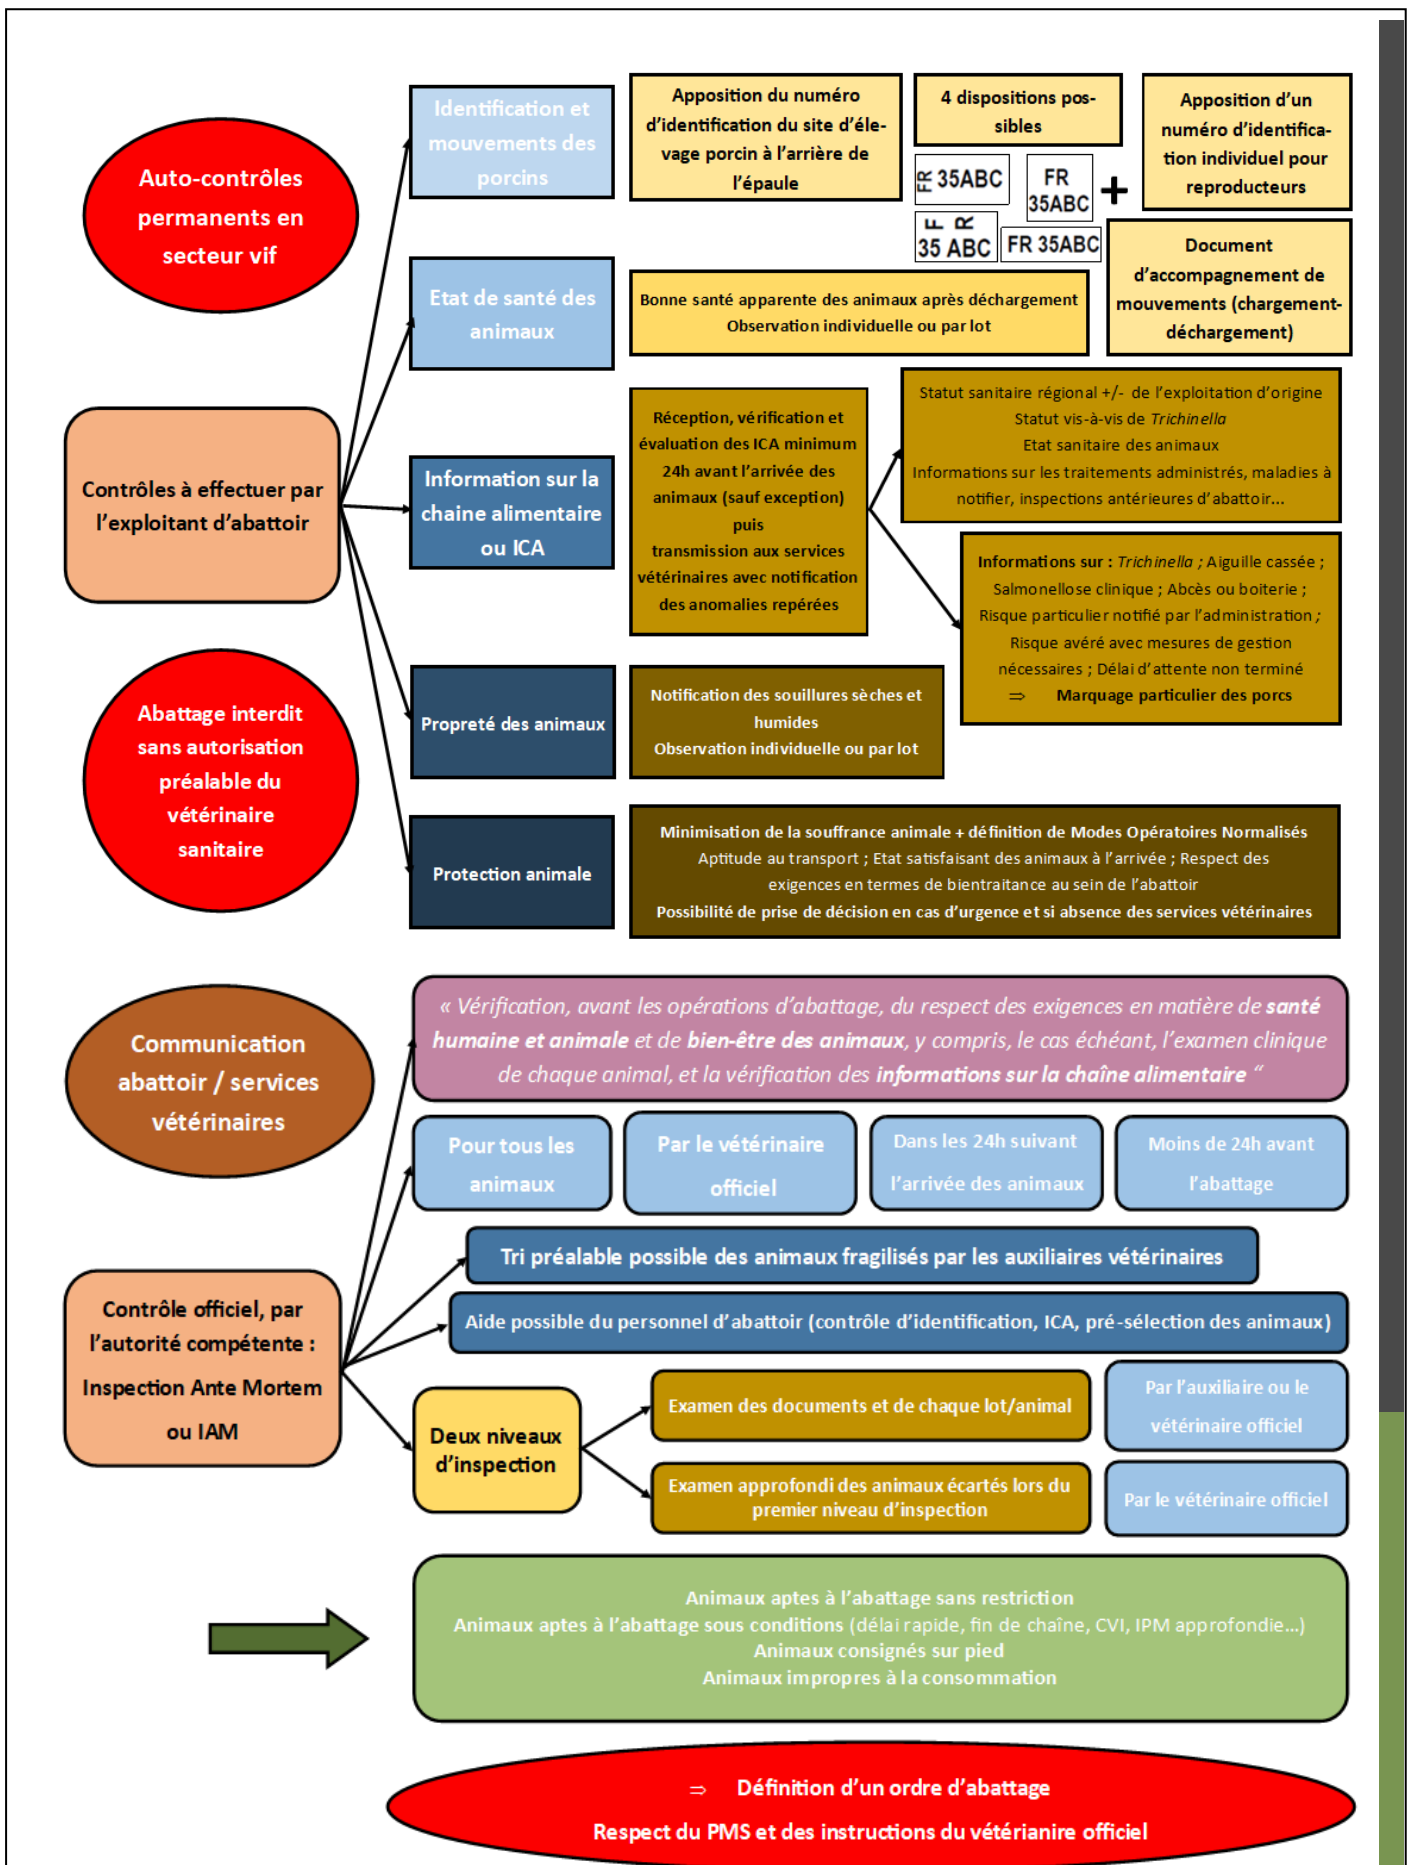 Auto-contrôles
permanents en
secteur vif
Identification et
mouvements des
porcins
Apposition du numéro
d’identification du site d’éle-
vage porcin à l’arrière de
l’épaule
4 dispositions pos-
sibles
FR 35ABC
FR
35ABC
F R
35 ABC
FR 35ABC
+
Apposition d’un
numéro d’identifica-
tion individuel pour
reproducteurs
Document
d’accompagnement de
mouvements (chargement-
déchargement)
Etat de santé des
animaux
Bonne santé apparente des animaux après déchargement
Observation individuelle ou par lot
Contrôles à effectuer par
l’exploitant d’abattoir
Information sur la
chaine alimentaire
ou ICA
Réception, vérification et
évaluation des ICA minimum
24h avant l’arrivée des
animaux (sauf exception)
puis
transmission aux services
vétérinaires avec notification
des anomalies repérées
Statut sanitaire régional +/- de l’exploitation d’origine
Statut vis-à-vis de Trichinella
Etat sanitaire des animaux
Informations sur les traitements administrés, maladies à
notifier, inspections antérieures d’abattoir...
Informations sur : Trichinella ; Aiguille cassée ;
Salmonellose clinique ; Abcès ou boiterie ;
Risque particulier notifié par l’administration ;
Risque avéré avec mesures de gestion
nécessaires ; Délai d’attente non terminé
⇒ Marquage particulier des porcs
Abattage interdit
sans autorisation
préalable du
vétérinaire
sanitaire
Propreté des animaux
Notification des souillures sèches et
humides
Observation individuelle ou par lot
Protection animale
Minimisation de la souffrance animale + définition de Modes Opératoires Normalisés
Aptitude au transport ; Etat satisfaisant des animaux à l’arrivée ; Respect des
exigences en termes de bientraitance au sein de l’abattoir
Possibilité de prise de décision en cas d’urgence et si absence des services vétérinaires
Communication
abattoir / services
vétérinaires
« Vérification, avant les opérations d’abattage, du respect des exigences en matière de santé
humaine et animale et de bien-être des animaux, y compris, le cas échéant, l’examen clinique
de chaque animal, et la vérification des informations sur la chaîne alimentaire “
Pour tous les
animaux
Par le vétérinaire
officiel
Dans les 24h suivant
l’arrivée des animaux
Moins de 24h avant
l’abattage
Tri préalable possible des animaux fragilisés par les auxiliaires vétérinaires
Aide possible du personnel d’abattoir (contrôle d’identification, ICA, pré-sélection des animaux)
Contrôle officiel, par
l’autorité compétente :
Inspection Ante Mortem
ou IAM
Deux niveaux
d’inspection
Examen des documents et de chaque lot/animal
Par l’auxiliaire ou le
vétérinaire officiel
Examen approfondi des animaux écartés lors du
premier niveau d’inspection
Par le vétérinaire officiel
Animaux aptes à l’abattage sans restriction
Animaux aptes à l’abattage sous conditions (délai rapide, fin de chaîne, CVI, IPM approfondie…)
Animaux consignés sur pied
Animaux impropres à la consommation
⇒ Définition d’un ordre d’abattage
Respect du PMS et des instructions du vétérianire officiel